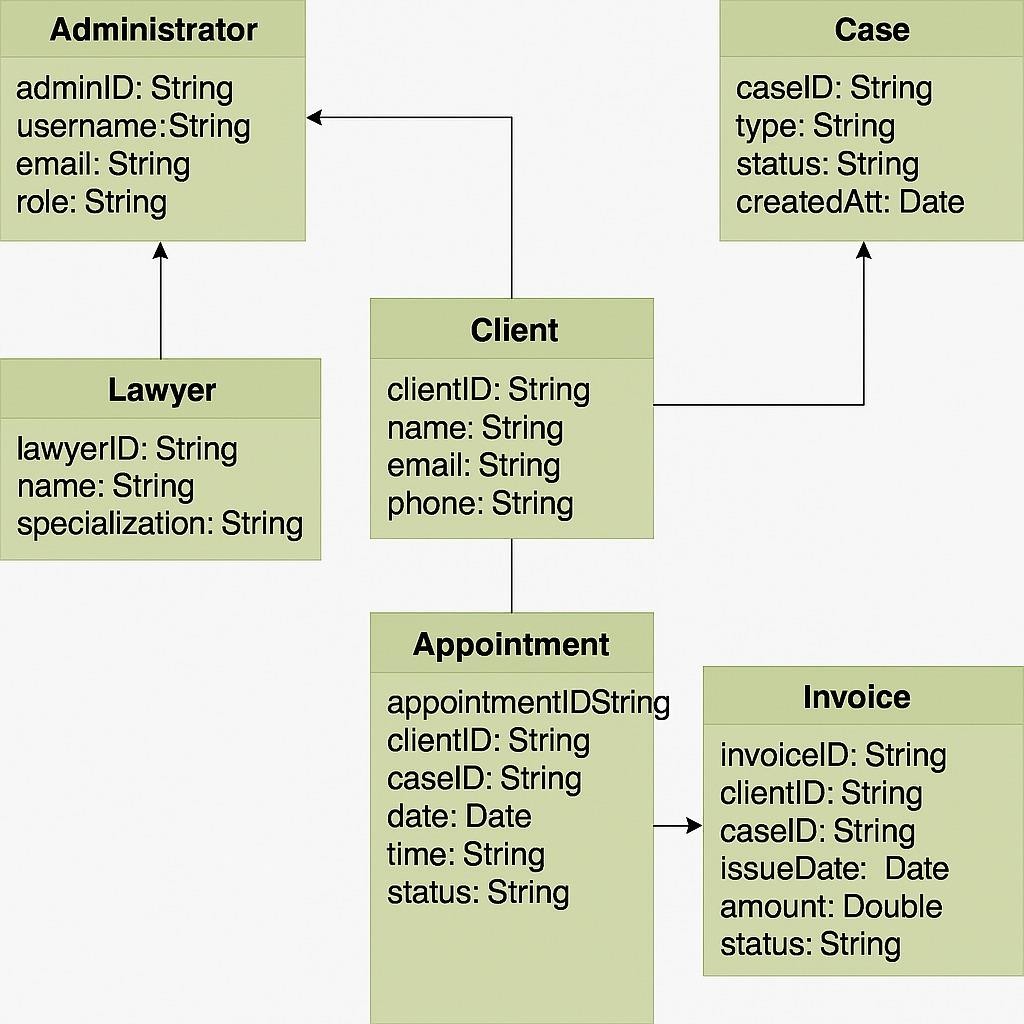 Administrator
adminID: String
username:String
email: String
role: String
Case
caseID: String
type: String
status: String
createdAtt: Date
Client
clientID: String
name: String
email: String
phone: String
Lawyer
lawyerID: String
name: String
specialization: String
Appointment
appointmentIDString
clientID: String
caseID: String
date: Date
time: String
status: String
Invoice
invoiceID: String
clientID: String
caseID: String
issueDate:  Date
amount: Double
status: String